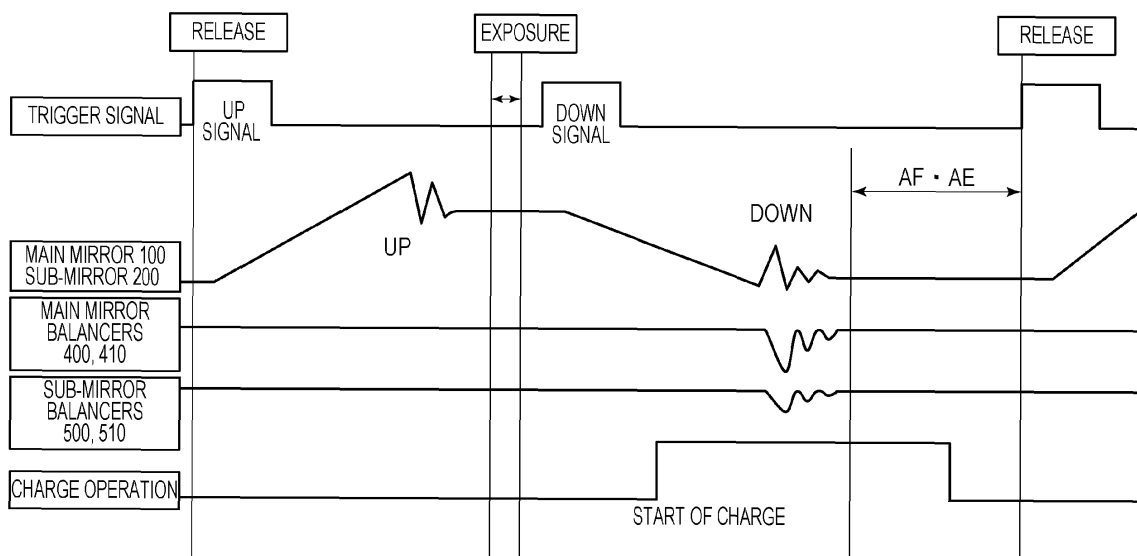 RELEASE
EXPOSURE
RELEASE
TRIGGER SIGNAL
UP
SIGNAL
DOWN
SIGNAL
AF・AE
UP
DOWN
MAIN MIRROR 100
SUB-MIRROR 200
MAIN MIRROR
BALANCERS
400, 410
SUB-MIRROR
BALANCERS
500, 510
CHARGE OPERATION
START OF CHARGE